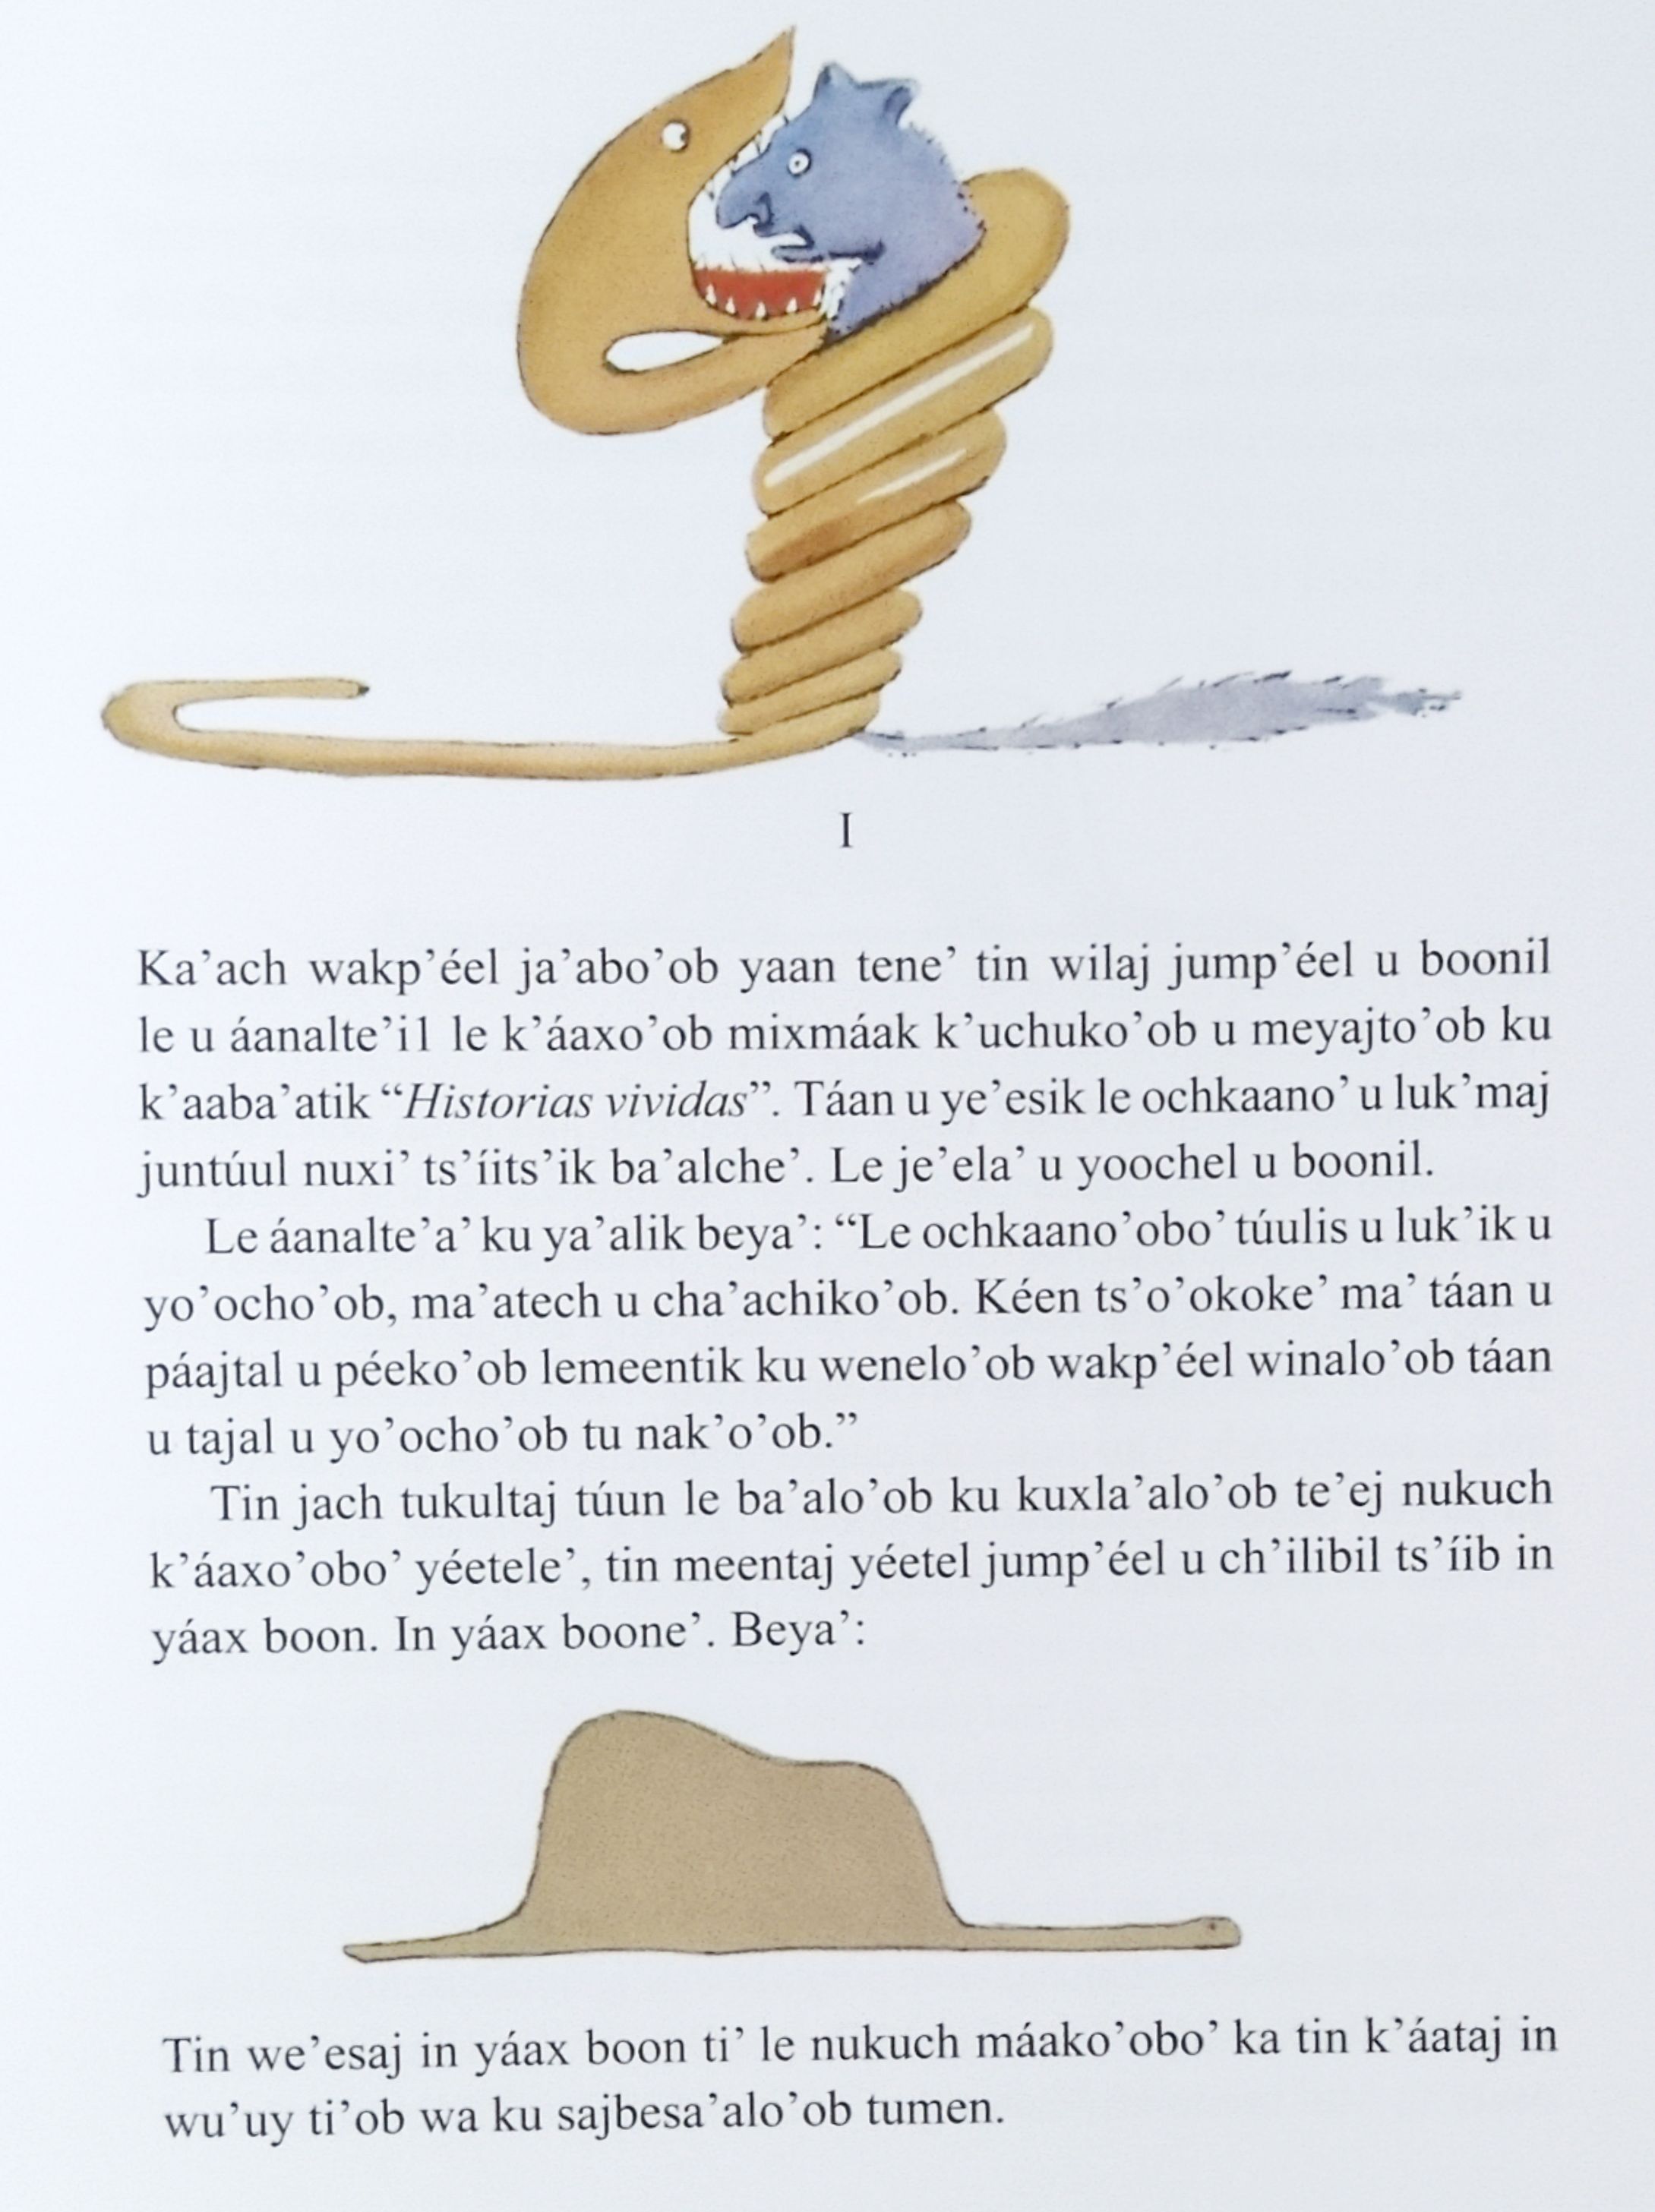 I
Ka’ach wakp’éel ja’abo’ob yaan tene’ tin wilaj jump’éel u boonil
le u áanalte’il le k’áaxo’ob mixmáak k’uchuko’ob u meyajto’ob ku
k’aaba’atik “Historias vividas”. Táan u ye’esik le ochkaano’ u luk’maj
juntúul nuxi’ ts’íits’ik ba’alche’. Le je’ela’ u yoochel u boonil.
Le áanalte’a’ ku ya’alik beya’: “Le ochkaano’obo’ túulis u luk’ik u
yo’ocho’ob, ma’atech u cha’achiko’ob. Kéen ts’o’okoke’ ma’ táan u
páajtal u péeko’ob lemeentik ku wenelo’ob wakp’éel winalo’ob táan
u tajal u yo’ocho’ob tu nak’o’ob.”
Tin jach tukultaj túun le ba’alo’ob ku kuxla’alo’ob te’ej nukuch
k’áaxo’obo’ yéetele’, tin meentaj yéetel jump’éel u ch’ilibil ts’íib in
yáax boon. In yáax boone’. Beya’:
Tin we’esaj in yáax boon ti’ le nukuch máako’obo’ ka tin k’áataj in
wu’uy ti’ob wa ku sajbesa’alo’ob tumen.